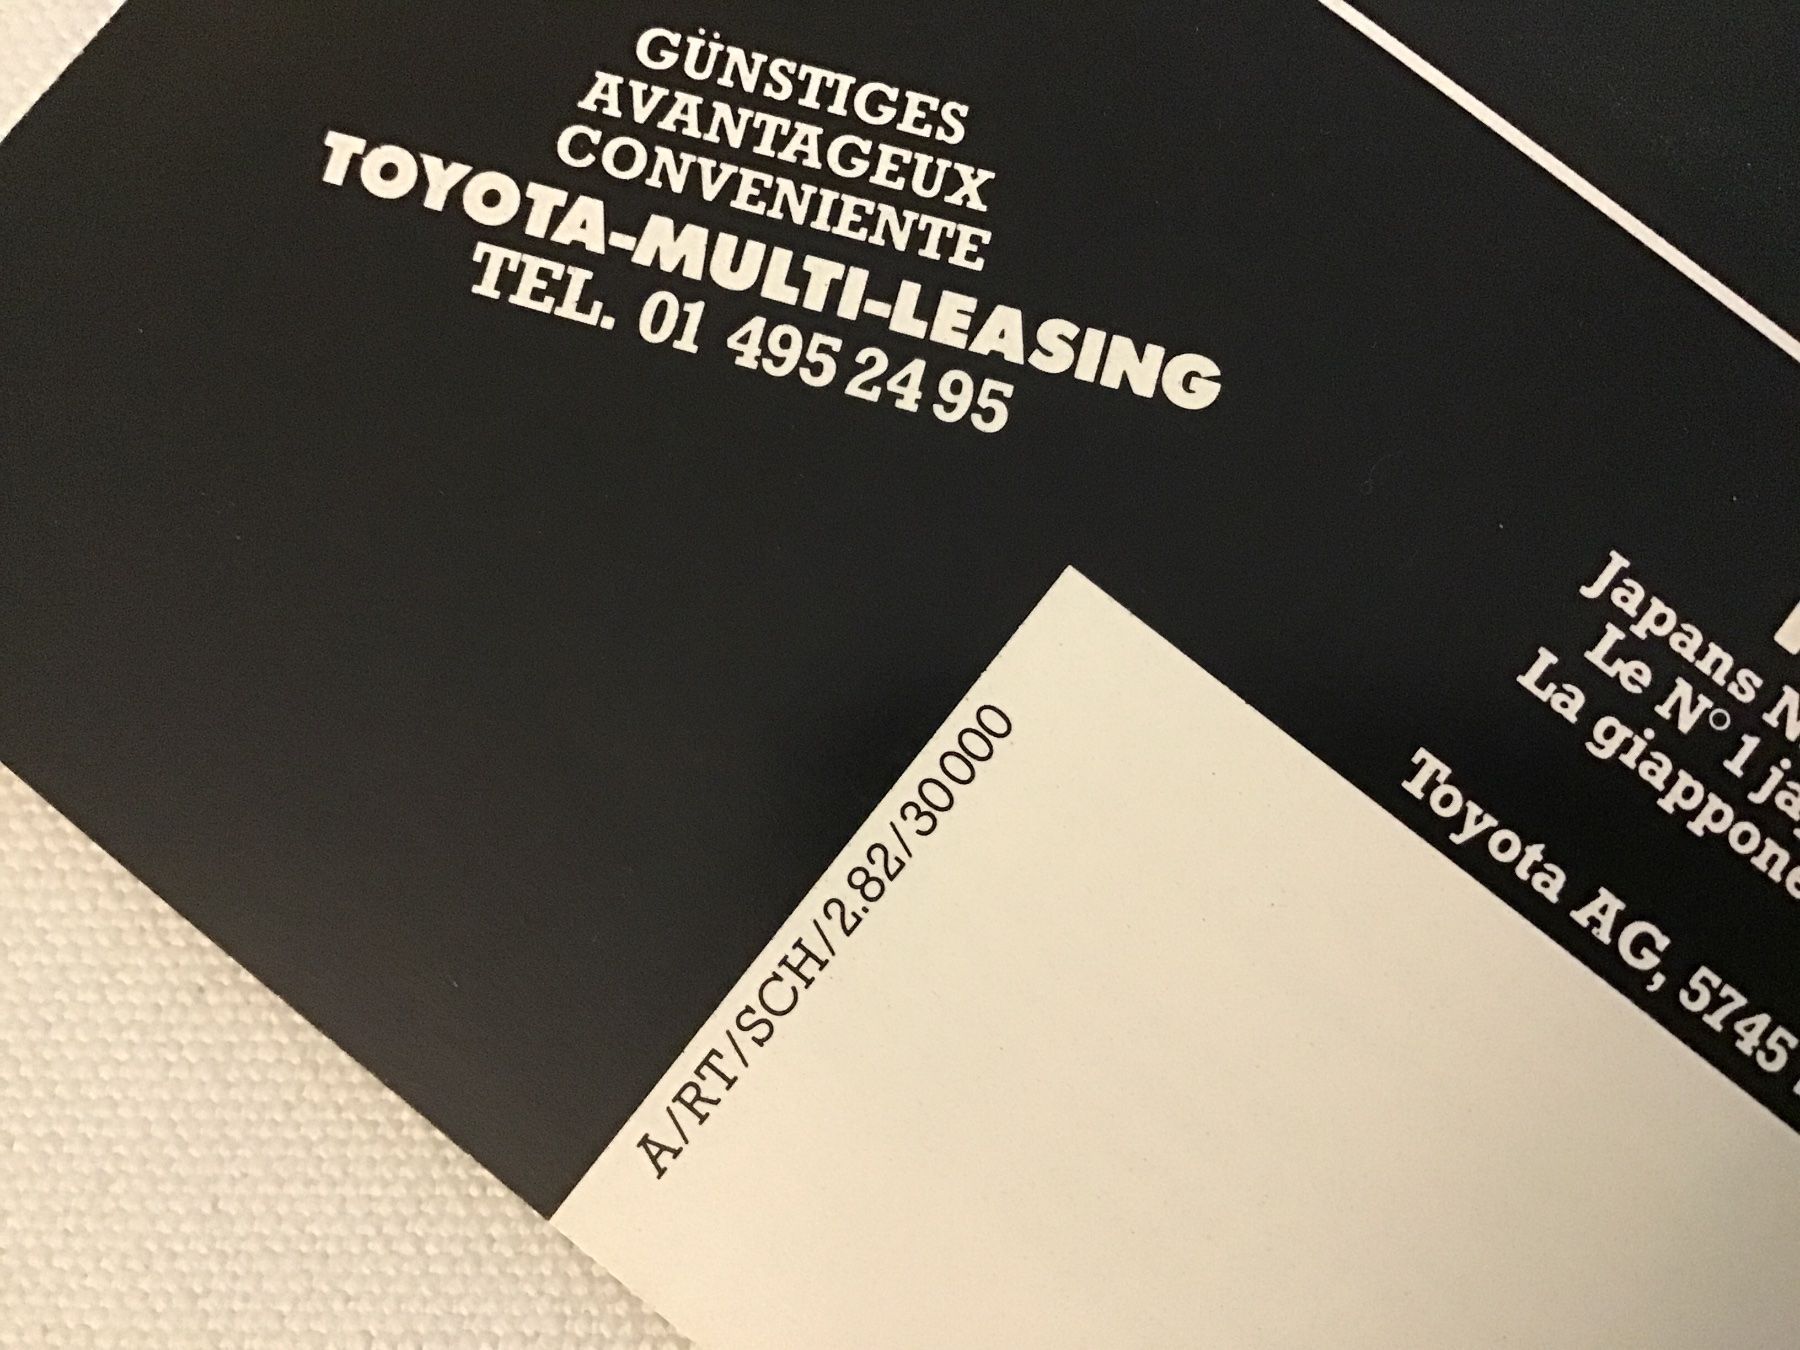 GÜNSTIGES
AVANTAGEUX
CONVENIENTE
TOYOTA-MULTI-LEASING
TEL. 01 495 24 95
Japans
Le N° 1
La
Toyota AG, 5745
A/RT/SCH/2.82/30000